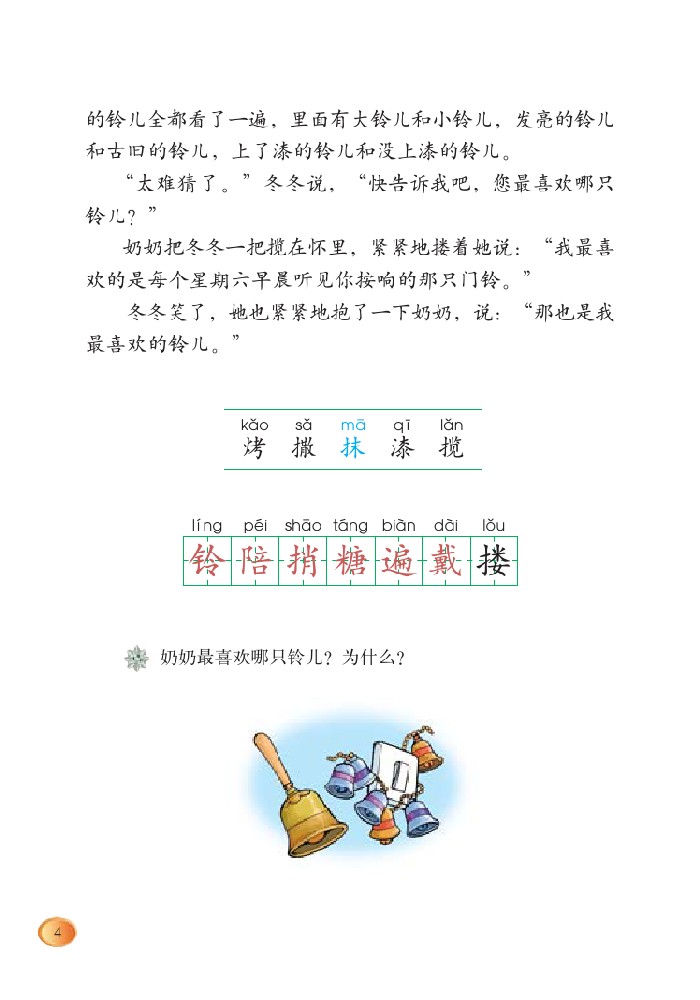 的铃儿全都看了一遍，里面有大铃儿和小铃儿，发亮的铃儿
和古旧的铃儿，上了漆的铃儿和没上漆的铃儿。
“太难猜了。”冬冬说，“快告诉我吧，您最喜欢哪只
铃儿？”
奶奶把冬冬一把揽在怀里，紧紧地搂着她说：“我最喜
欢的是每个星期六早晨听见你按响的那只门铃。”
冬冬笑了，她也紧紧地抱了一下奶奶，说：“那也是我
最喜欢的铃儿。”
kǎo sǎ mā qī lǎn
烤 撒 抹 漆 揽
líng péi shāo táng biàn dài lǒu
铃 陪 捎 糖 遍 戴 搂
奶奶最喜欢哪只铃儿？为什么？
4